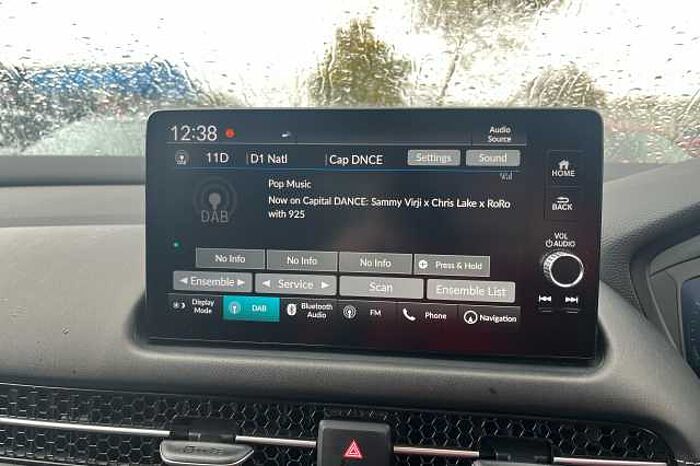 12:38
Audio Source
11D D1 Natl Cap DNCE Settings Sound
HOME
Pop Music
DAB
Now on Capital DANCE: Sammy Virji x Chris Lake x RoRo
with 925
BACK
VOL
AUDIO
No Info No Info No Info + Press & Hold
◄ Ensemble ► ◄ Service ► Scan Ensemble List
Display Mode DAB Bluetooth Audio FM Phone Navigation